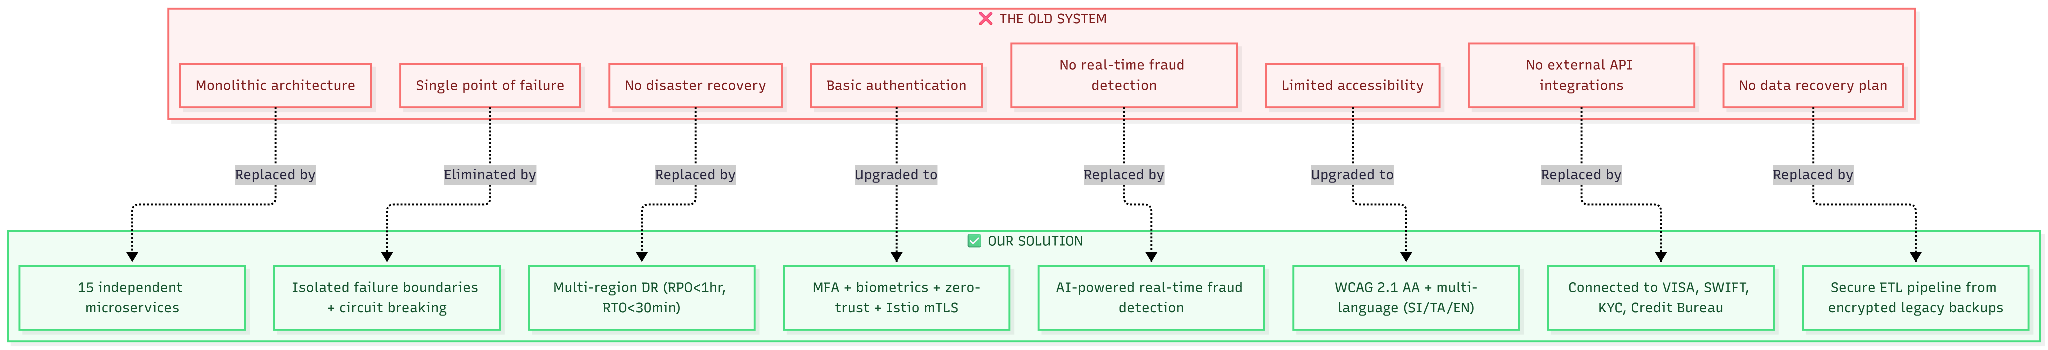 ❌ THE OLD SYSTEM
Monolithic architecture
Single point of failure
No disaster recovery
Basic authentication
No real-time fraud
detection
Limited accessibility
No external API
integrations
No data recovery plan
Replaced by
Eliminated by
Replaced by
Upgraded to
Replaced by
Upgraded to
Replaced by
Replaced by
✅ OUR SOLUTION
15 independent
microservices
Isolated failure boundaries
+ circuit breaking
Multi-region DR (RPO<1hr,
RTO<30min)
MFA + biometrics + zero-
trust + Istio mTLS
AI-powered real-time fraud
detection
WCAG 2.1 AA + multi-
language (SI/TA/EN)
Connected to VISA, SWIFT,
KYC, Credit Bureau
Secure ETL pipeline from
encrypted legacy backups